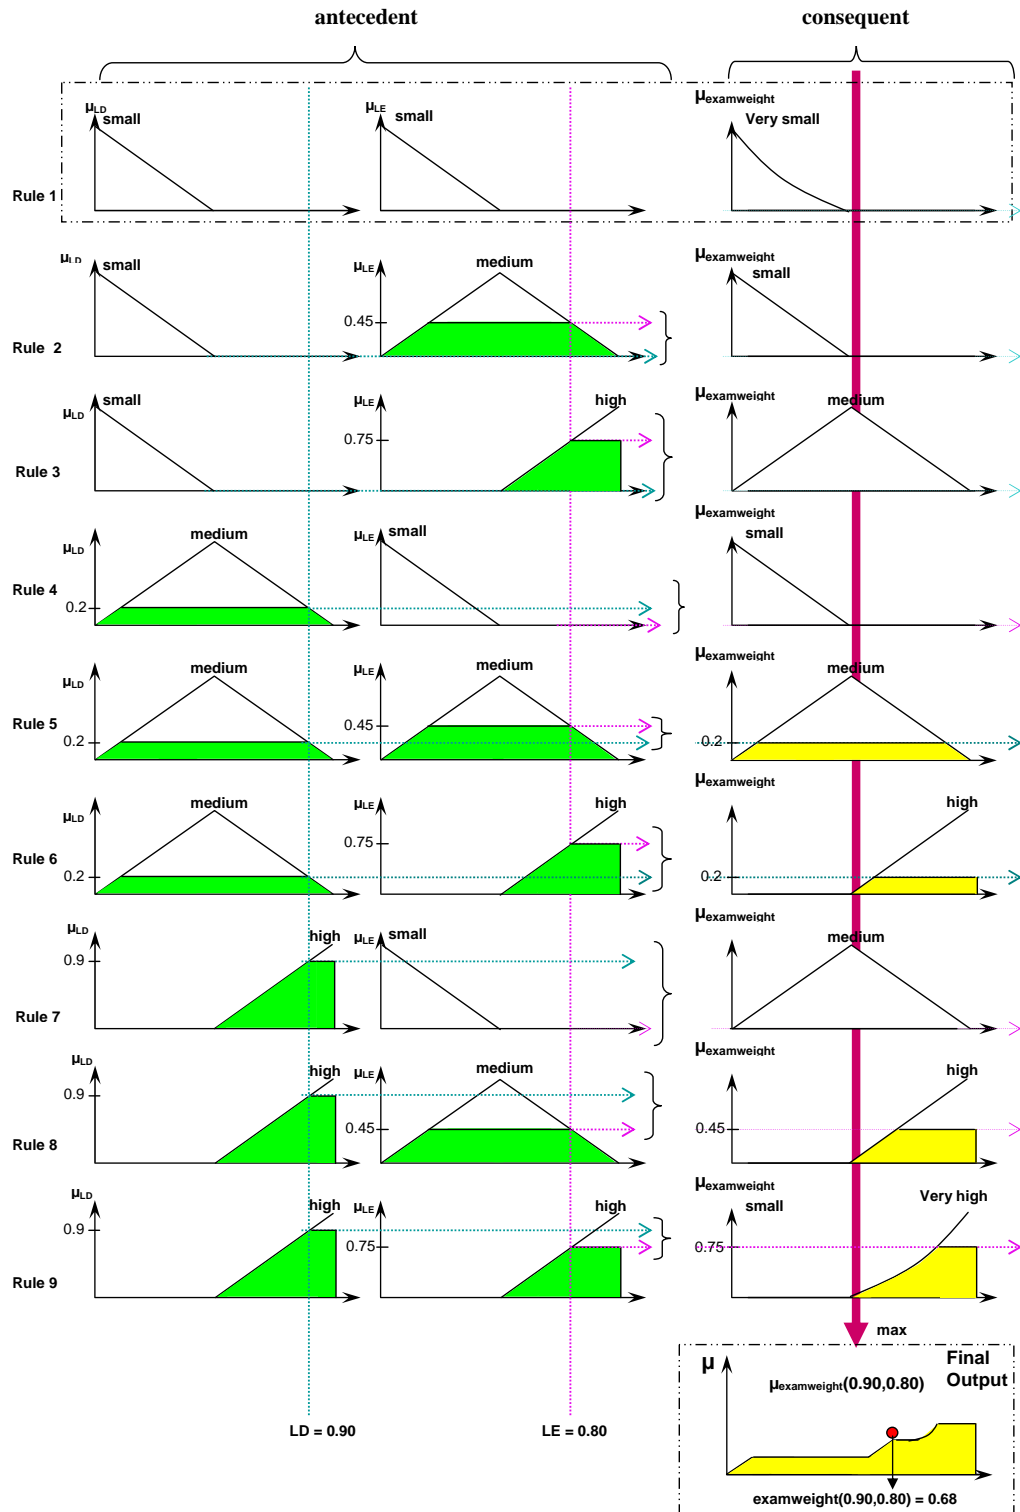 antecedent consequent
μLD small μLE small μexamweight Very small
Rule 1
μLD small μLE medium μexamweight small
0.45
Rule 2
μLD small μLE high μexamweight medium
0.75
Rule 3
μLD medium μLE small μexamweight small
Rule 4
0.2
μLD medium μLE medium μexamweight medium
Rule 5
0.2 0.45 0.2
μLD medium μLE high μexamweight high
0.75
Rule 6
0.2 0.2
μLD high μLE small μexamweight medium
0.9
Rule 7
μLD high μLE medium μexamweight high
0.9
Rule 8
0.45 0.45
μLD high μLE high μexamweight small Very high
0.9
0.75 0.75
Rule 9
max
μ Final
Output
μexamweight(0.90,0.80)
LD = 0.90 LE = 0.80
examweight(0.90,0.80) = 0.68